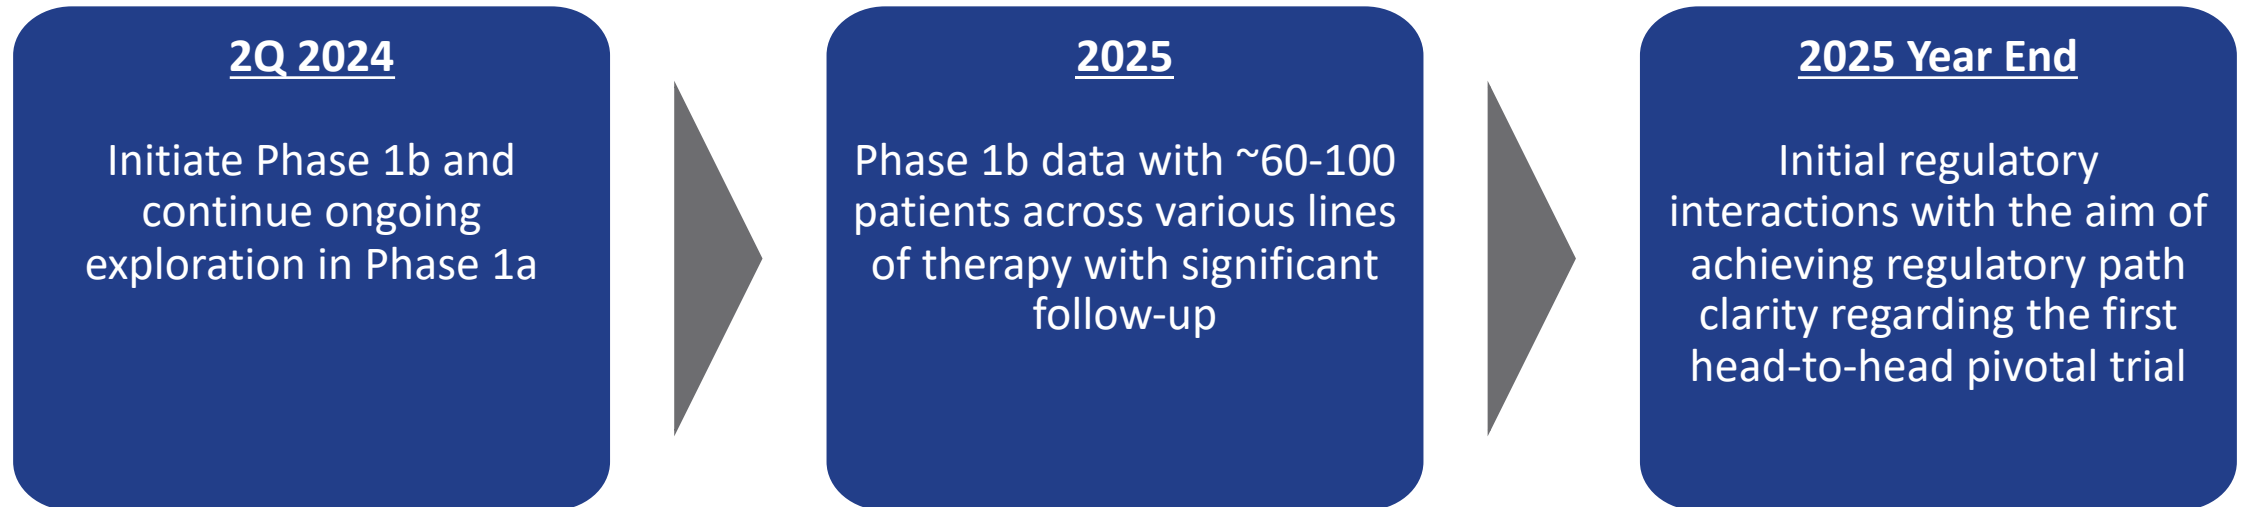 2Q 2024
Initiate Phase 1b and
continue ongoing
exploration in Phase 1a
2025
Phase 1b data with ~60-100
patients across various lines
of therapy with significant
follow-up
2025 Year End
Initial regulatory
interactions with the aim of
achieving regulatory path
clarity regarding the first
head-to-head pivotal trial